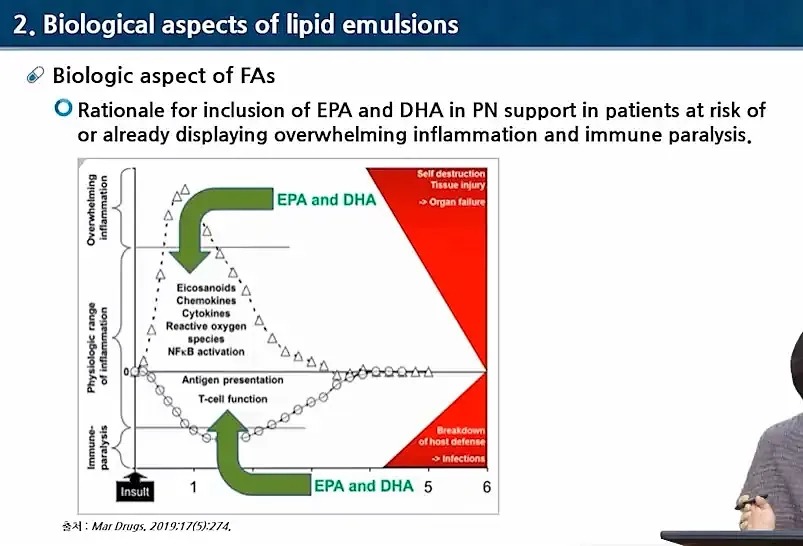 2. Biological aspects of lipid emulsions
Biologic aspect of FAs
Rationale for inclusion of EPA and DHA in PN support in patients at risk of
or already displaying overwhelming inflammation and immune paralysis.
Overwhelming
inflammation
Physiologic range
of inflammation
Immune-
paralysis
Self destruction
Tissue injury
-> Organ failure
EPA and DHA
Eicosanoids
Chemokines
Cytokines
Reactive oxygen
species
NFκB activation
0
Antigen presentation
T-cell function
Breakdown
of host defense
-> Infections
EPA and DHA
Insult
1
5
6
출처 : Mar Drugs. 2019;17(5):274.